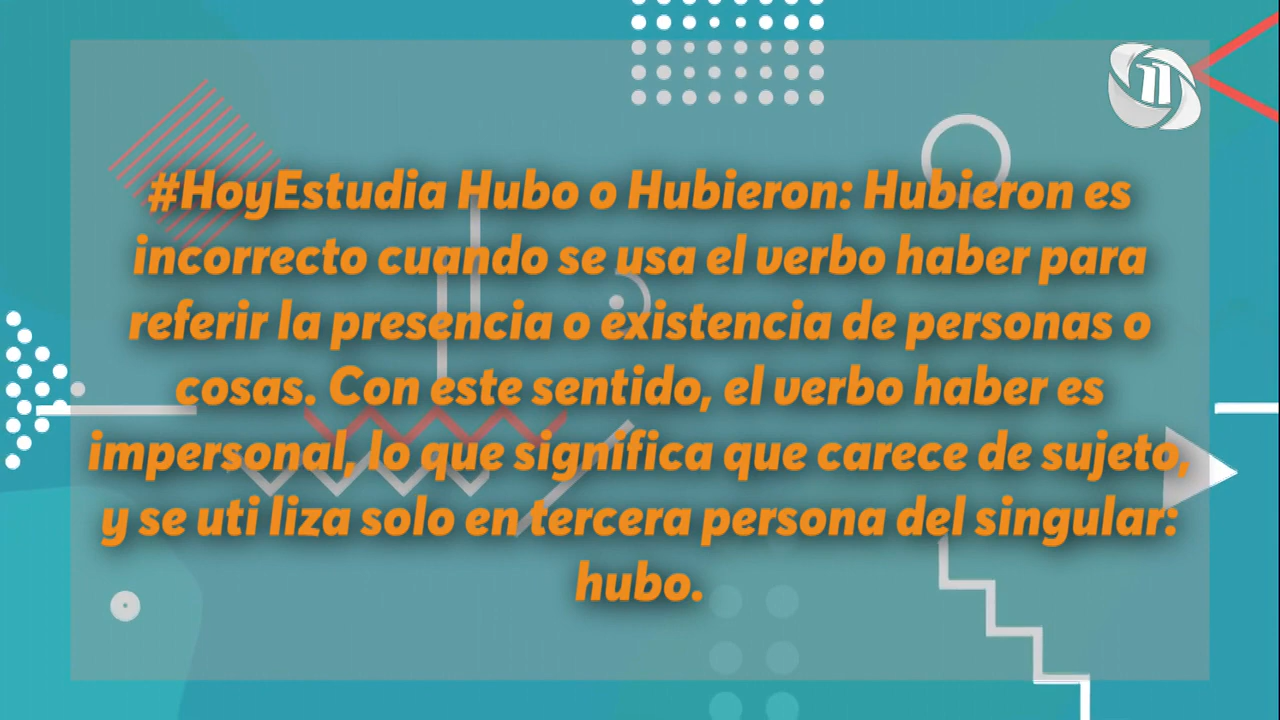 #HoyEstudia Hubo o Hubieron: Hubieron es
incorrecto cuando se usa el verbo haber para
referir la presencia o existencia de personas o
cosas. Con este sentido, el verbo haber es
impersonal, lo que significa que carece de sujeto,
y se uti liza solo en tercera persona del singular:
hubo.
11